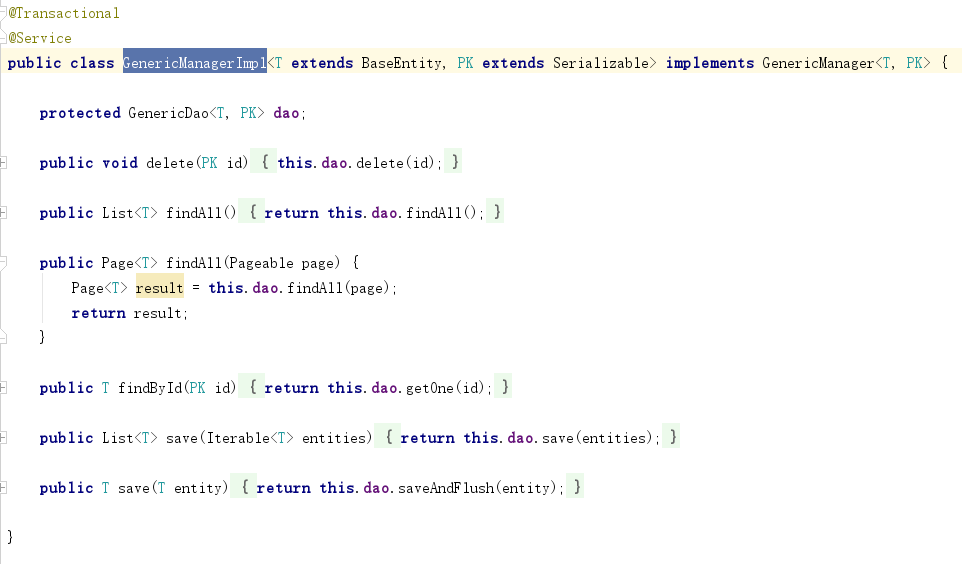 @Transactional
@Service
public class GenericManagerImpl<T extends BaseEntity, PK extends Serializable> implements GenericManager<T, PK> {
protected GenericDao<T, PK> dao;
public void delete(PK id) { this.dao.delete(id); }
public List<T> findAll() { return this.dao.findAll(); }
public Page<T> findAll(Pageable page) {
Page<T> result = this.dao.findAll(page);
return result;
}
public T findById(PK id) { return this.dao.getOne(id); }
public List<T> save(Iterable<T> entities) { return this.dao.save(entities); }
public T save(T entity) { return this.dao.saveAndFlush(entity); }
}